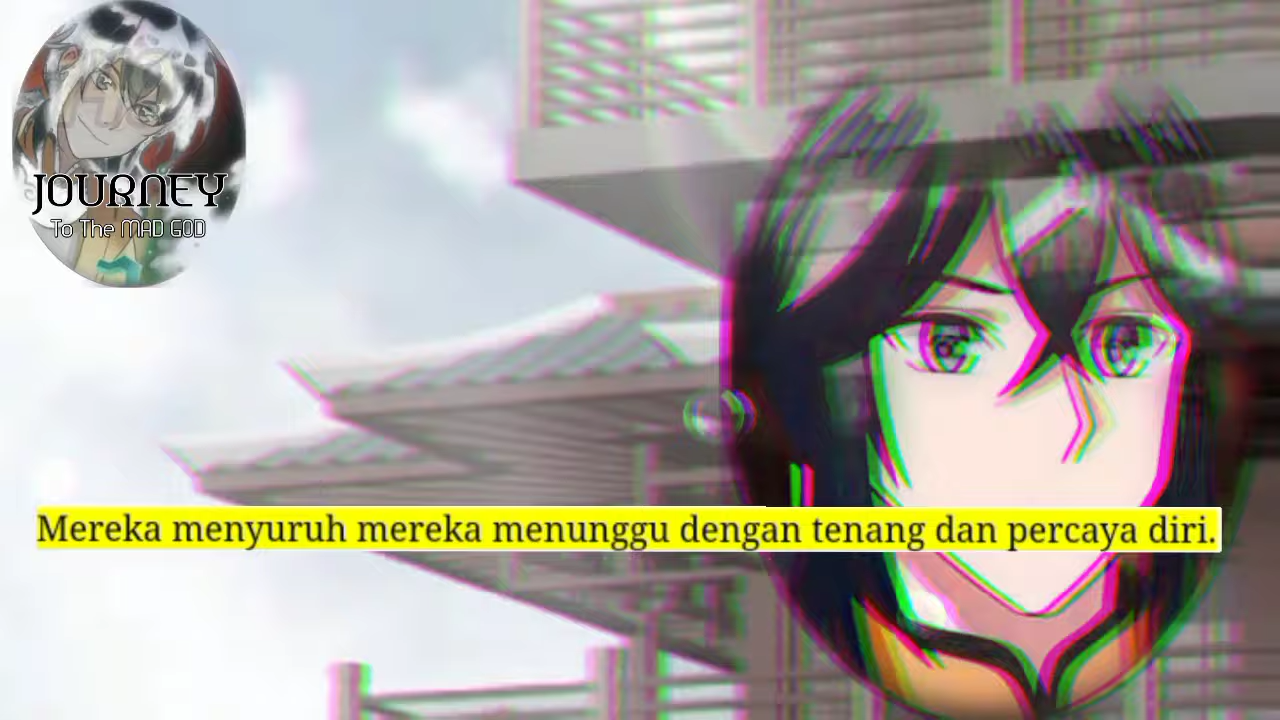 JOURNEY
To The MAD GOD
Mereka menyuruh mereka menunggu dengan tenang dan percaya diri.